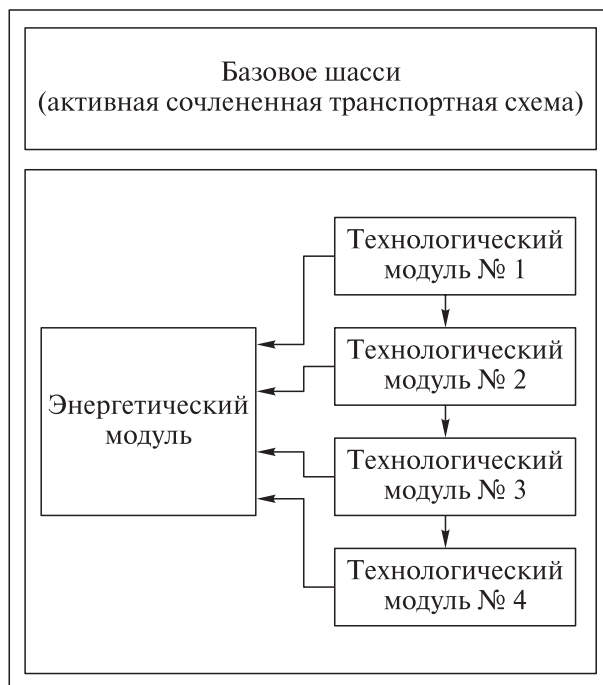 Базовое шасси
(активная сочлененная транспортная схема)
Технологический
модуль № 1
Технологический
модуль № 2
Энергетический
модуль
Технологический
модуль № 3
Технологический
модуль № 4